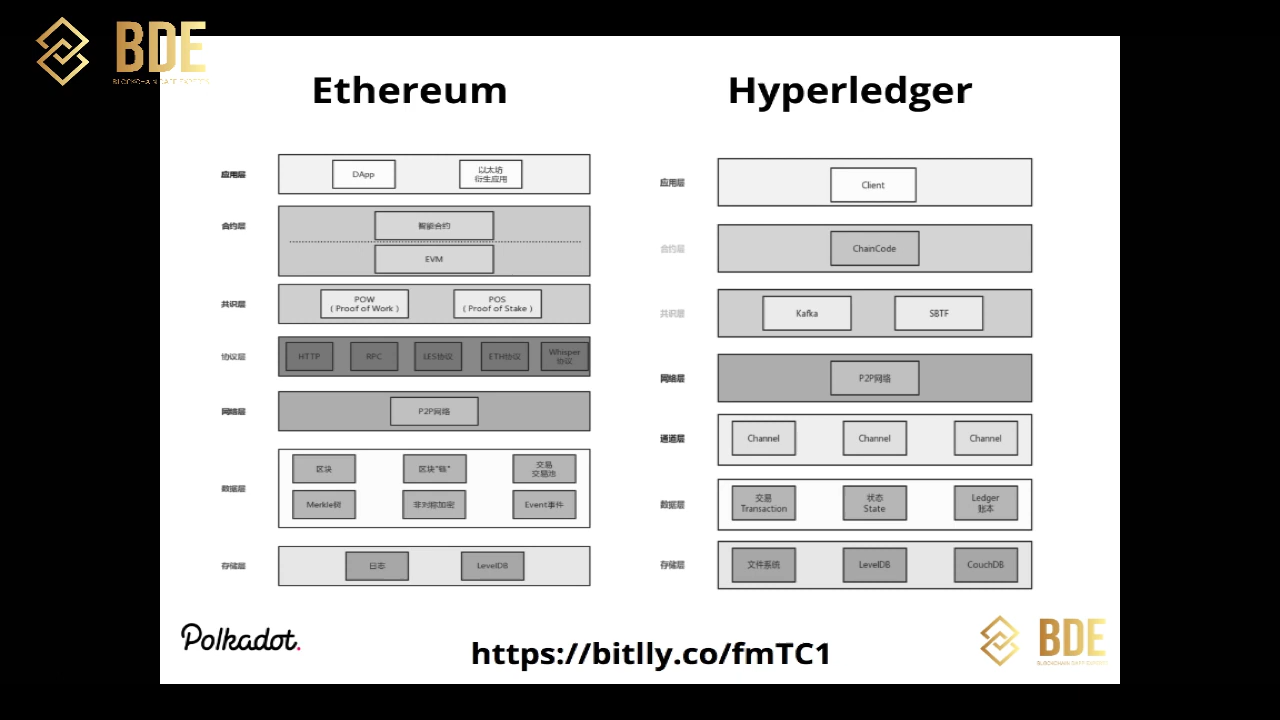 BDE
Ethereum
Hyperledger
应用层
DApp
以太坊
衍生应用
合约层
智能合约
EVM
共识层
POW
( Proof of Work )
POS
( Proof of Stake )
协议层
HTTP
RPC
LES协议
ETH协议
Whisper
协议
网络层
P2P网络
数据层
区块
区块"链"
交易
交易池
Merkle树
非对称加密
Event事件
存储层
日志
LevelDB
应用层
Client
合约层
ChainCode
共识层
Kafka
SBTF
网络层
P2P网络
通道层
Channel
Channel
Channel
数据层
交易
Transaction
状态
State
Ledger
账本
存储层
文件系统
LevelDB
CouchDB
Polkadot.
https://bitlly.co/fmTC1
BDE